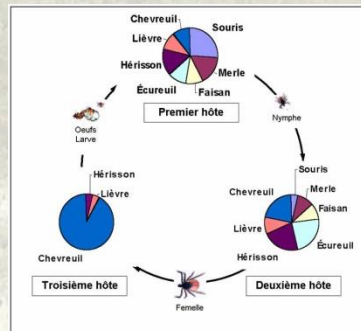 Chevreuil
Souris
Lièvre
Hérisson
Merle
Écureuil
Faisan
Premier hôte
Oeufs
Larve
Nymphe
Hérisson
Lièvre
Chevreuil
Troisième hôte
Souris
Merle
Chevreuil
Faisan
Lièvre
Écureuil
Hérisson
Deuxième hôte
Femelle